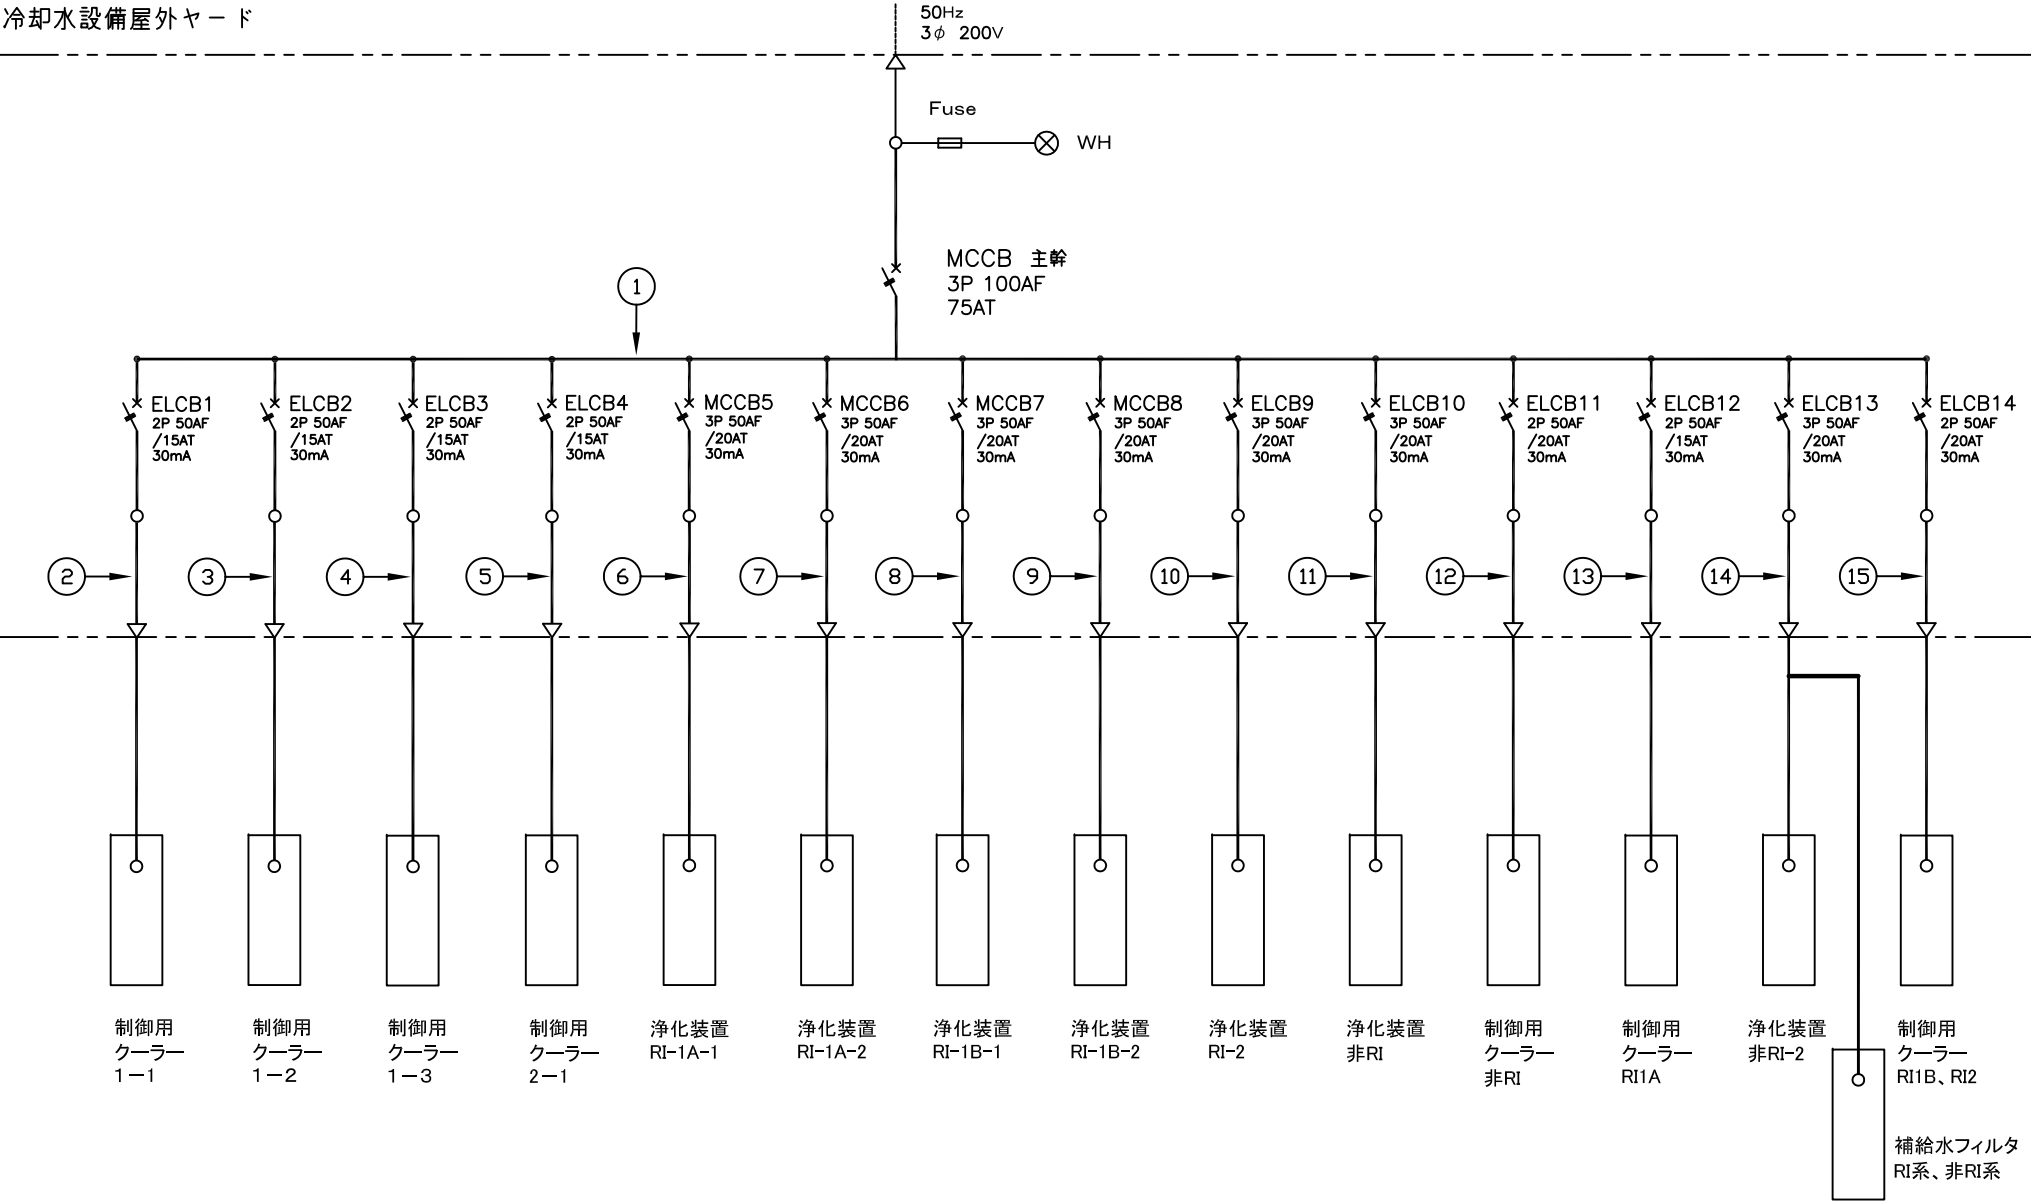 冷却水設備屋外ヤード
50Hz
3φ 200V
Fuse
WH
MCCB 主幹
3P 100AF
75AT
1
ELCB1
2P 50AF
/15AT
30mA
ELCB2
2P 50AF
/15AT
30mA
ELCB3
2P 50AF
/15AT
30mA
ELCB4
2P 50AF
/15AT
30mA
MCCB5
3P 50AF
/20AT
30mA
MCCB6
3P 50AF
/20AT
30mA
MCCB7
3P 50AF
/20AT
30mA
MCCB8
3P 50AF
/20AT
30mA
ELCB9
3P 50AF
/20AT
30mA
ELCB10
3P 50AF
/20AT
30mA
ELCB11
2P 50AF
/20AT
30mA
ELCB12
2P 50AF
/15AT
30mA
ELCB13
3P 50AF
/20AT
30mA
ELCB14
2P 50AF
/20AT
30mA
2
3
4
5
6
7
8
9
10
11
12
13
14
15
制御用
クーラー
1ー1
制御用
クーラー
1ー2
制御用
クーラー
1ー3
制御用
クーラー
2ー1
浄化装置
RI-1A-1
浄化装置
RI-1A-2
浄化装置
RI-1B-1
浄化装置
RI-1B-2
浄化装置
RI-2
浄化装置
非RI
制御用
クーラー
非RI
制御用
クーラー
RI1A
浄化装置
非RI-2
制御用
クーラー
RI1B、RI2
補給水フィルタ
RI系、非RI系